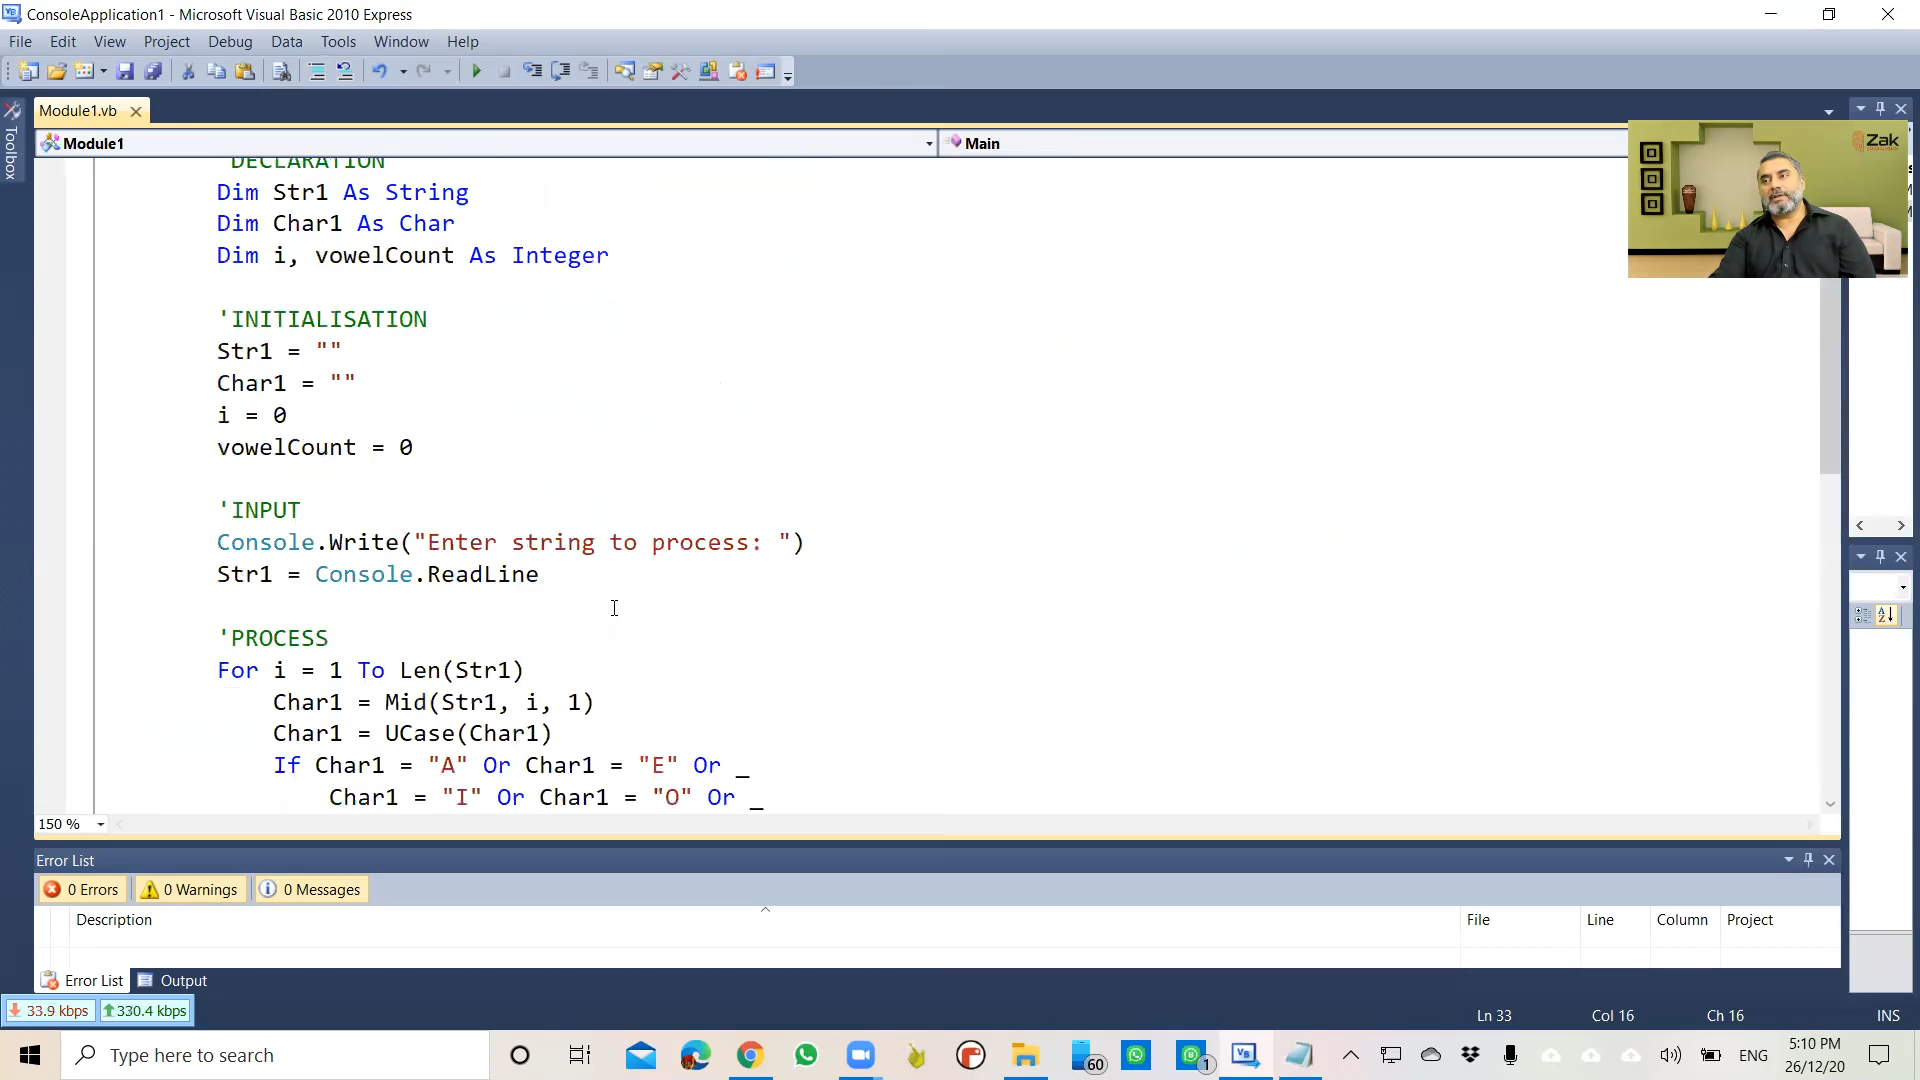 ConsoleApplication1 - Microsoft Visual Basic 2010 Express
File Edit View Project Debug Data Tools Window Help
Toolbox
Module1.vb
Module1
Main
Zak
'DECLARATION
Dim Str1 As String
Dim Char1 As Char
Dim i, vowelCount As Integer
'INITIALISATION
Str1 = ""
Char1 = ""
i = 0
vowelCount = 0
'INPUT
Console.Write("Enter string to process: ")
Str1 = Console.ReadLine
'PROCESS
For i = 1 To Len(Str1)
Char1 = Mid(Str1, i, 1)
Char1 = UCase(Char1)
If Char1 = "A" Or Char1 = "E" Or _
Char1 = "I" Or Char1 = "O" Or _
150 %
Error List
0 Errors 0 Warnings 0 Messages
Description File Line Column Project
Error List Output
33.9 kbps 330.4 kbps
Ln 33 Col 16 Ch 16 INS
Type here to search
60
1
ENG
5:10 PM
26/12/20